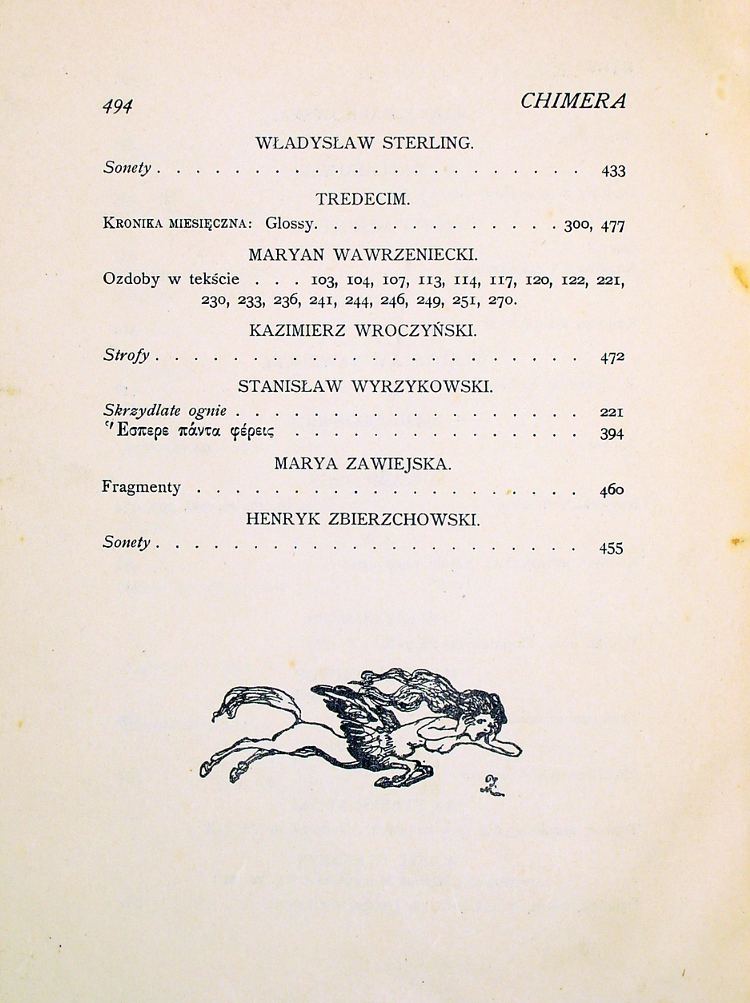 494 CHIMERA
WŁADYSŁAW STERLING.
Sonety . . . . . . . . . . . . . . . . . . . . . . 433
TREDECIM.
KRONIKA MIESIĘCZNA: Glossy. . . . . . . . . . . . . . 300, 477
MARYAN WAWRZENIECKI.
Ozdoby w tekście . . . 103, 104, 107, 113, 114, 117, 120, 122, 221,
230, 233, 236, 241, 244, 246, 249, 251, 270.
KAZIMIERZ WROCZYŃSKI.
Strofy . . . . . . . . . . . . . . . . . . . . . . 472
STANISŁAW WYRZYKOWSKI.
Skrzydlate ognie . . . . . . . . . . . . . . . . . . 221
Ἕσπερε πάντα φέρεις . . . . . . . . . . . . . . . 394
MARYA ZAWIEJSKA.
Fragmenty . . . . . . . . . . . . . . . . . . . . 460
HENRYK ZBIERZCHOWSKI.
Sonety . . . . . . . . . . . . . . . . . . . . . . 455